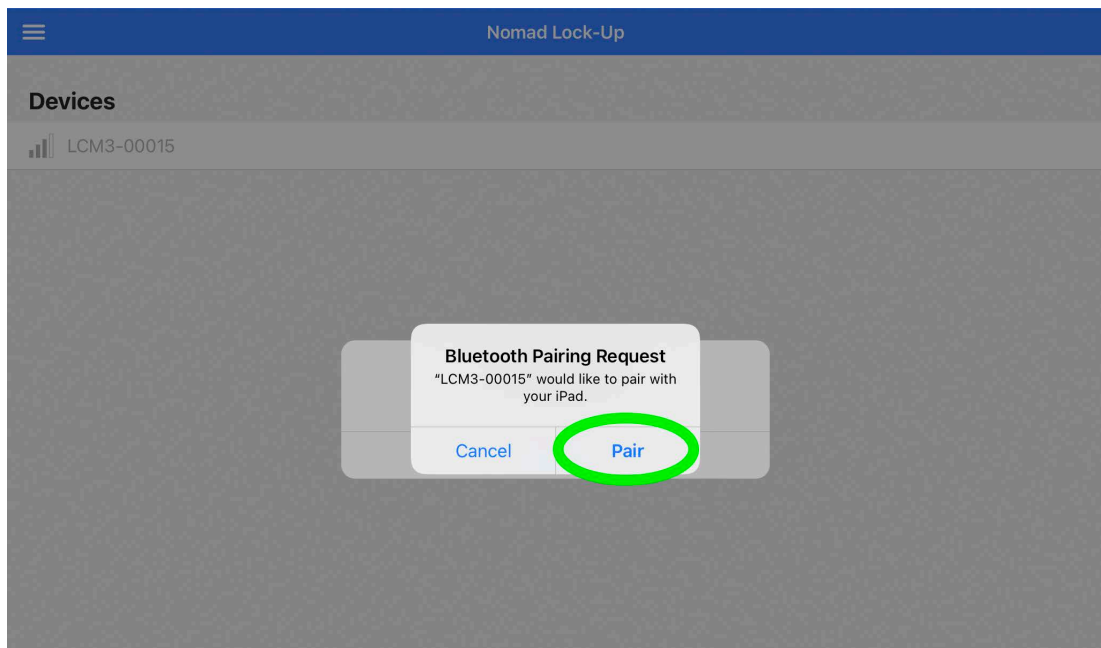 Nomad Lock-Up
Devices
LCM3-00015
Bluetooth Pairing Request
"LCM3-00015" would like to pair with
your iPad.
Cancel
Pair